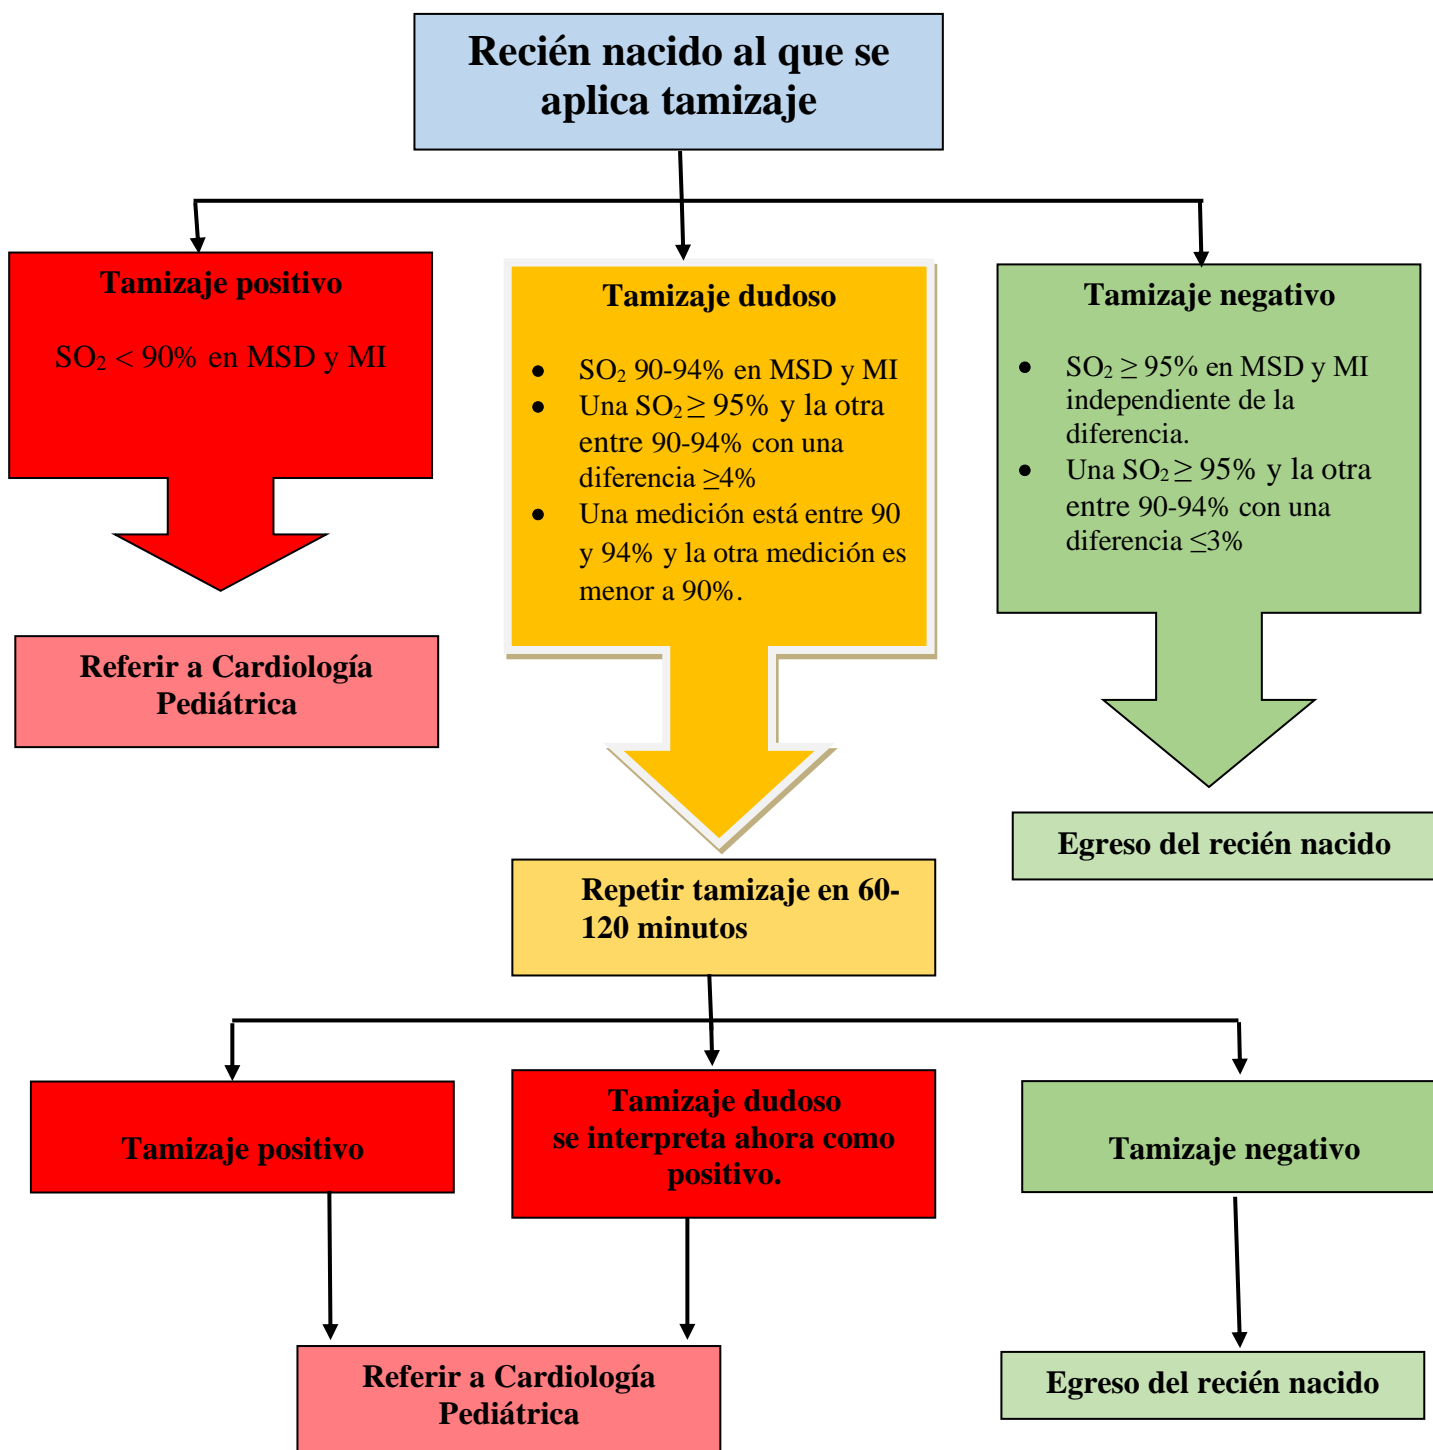 Recién nacido al que se
aplica tamizaje
Tamizaje positivo
SO₂ < 90% en MSD y MI
Tamizaje dudoso
● SO₂ 90-94% en MSD y MI
● Una SO₂ ≥ 95% y la otra
entre 90-94% con una
diferencia ≥4%
● Una medición está entre 90
y 94% y la otra medición es
menor a 90%.
Tamizaje negativo
● SO₂ ≥ 95% en MSD y MI
independiente de la
diferencia.
● Una SO₂ ≥ 95% y la otra
entre 90-94% con una
diferencia ≤3%
Referir a Cardiología
Pediátrica
Egreso del recién nacido
Repetir tamizaje en 60-
120 minutos
Tamizaje positivo
Tamizaje dudoso
se interpreta ahora como
positivo.
Tamizaje negativo
Referir a Cardiología
Pediátrica
Egreso del recién nacido